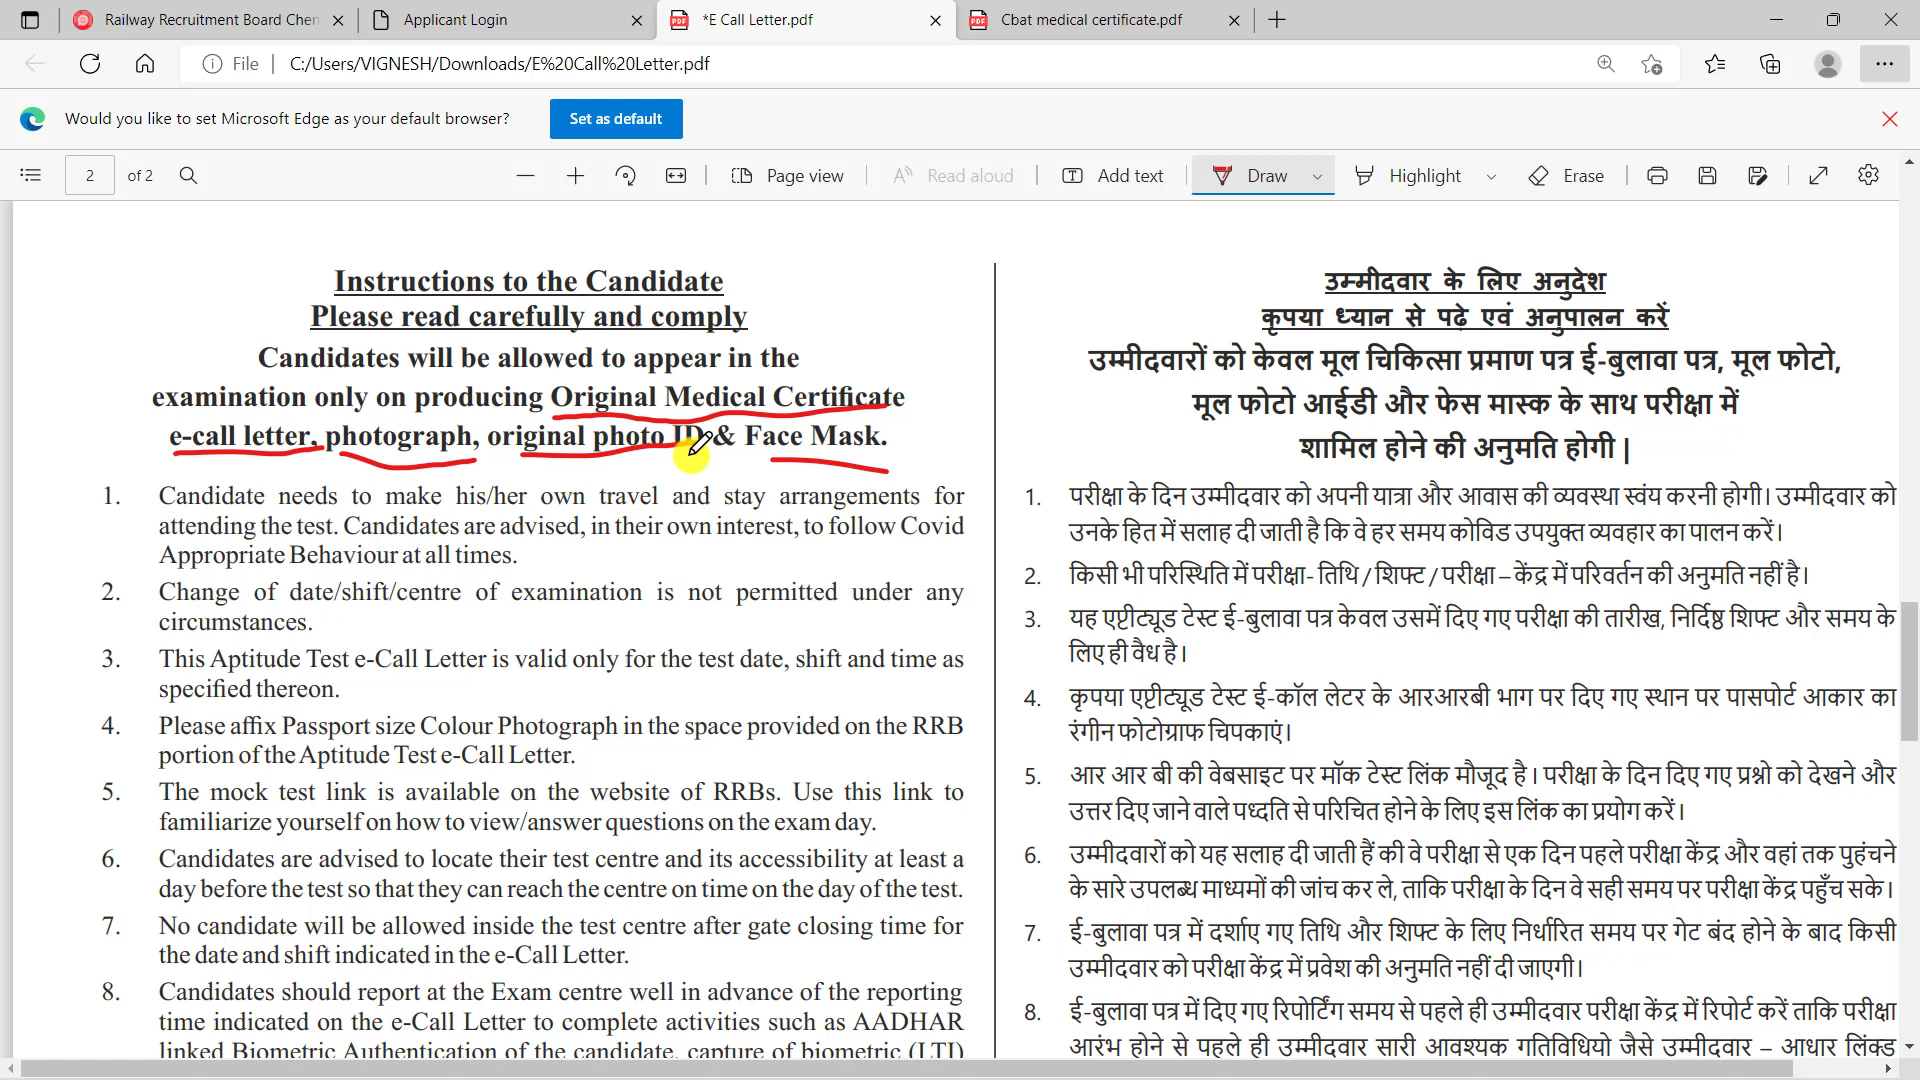 Railway Recruitment Board Chen
Applicant Login
*E Call Letter.pdf
Cbat medical certificate.pdf
File
C:/Users/VIGNESH/Downloads/E%20Call%20Letter.pdf
Would you like to set Microsoft Edge as your default browser?
Set as default
2
of 2
Page view
Read aloud
Add text
Draw
Highlight
Erase
Instructions to the Candidate
Please read carefully and comply
Candidates will be allowed to appear in the
examination only on producing Original Medical Certificate
e-call letter, photograph, original photo ID & Face Mask.
1. Candidate needs to make his/her own travel and stay arrangements for
attending the test. Candidates are advised, in their own interest, to follow Covid
Appropriate Behaviour at all times.
2. Change of date/shift/centre of examination is not permitted under any
circumstances.
3. This Aptitude Test e-Call Letter is valid only for the test date, shift and time as
specified thereon.
4. Please affix Passport size Colour Photograph in the space provided on the RRB
portion of the Aptitude Test e-Call Letter.
5. The mock test link is available on the website of RRBs. Use this link to
familiarize yourself on how to view/answer questions on the exam day.
6. Candidates are advised to locate their test centre and its accessibility at least a
day before the test so that they can reach the centre on time on the day of the test.
7. No candidate will be allowed inside the test centre after gate closing time for
the date and shift indicated in the e-Call Letter.
8. Candidates should report at the Exam centre well in advance of the reporting
time indicated on the e-Call Letter to complete activities such as AADHAR
linked Biometric Authentication of the candidate, capture of biometric (LTI)
उम्मीदवार के लिए अनुदेश
कृपया ध्यान से पढ़े एवं अनुपालन करें
उम्मीदवारों को केवल मूल चिकित्सा प्रमाण पत्र ई-बुलावा पत्र, मूल फोटो,
मूल फोटो आईडी और फेस मास्क के साथ परीक्षा में
शामिल होने की अनुमति होगी |
1. परीक्षा के दिन उम्मीदवार को अपनी यात्रा और आवास की व्यवस्था स्वंय करनी होगी। उम्मीदवार को
उनके हित में सलाह दी जाती है कि वे हर समय कोविड उपयुक्त व्यवहार का पालन करें।
2. किसी भी परिस्थिति में परीक्षा- तिथि / शिफ्ट / परीक्षा – केंद्र में परिवर्तन की अनुमति नहीं है।
3. यह एप्टीट्यूड टेस्ट ई-बुलावा पत्र केवल उसमें दिए गए परीक्षा की तारीख, निर्दिष्ठ शिफ्ट और समय के
लिए ही वैध है।
4. कृपया एप्टीट्यूड टेस्ट ई-कॉल लेटर के आरआरबी भाग पर दिए गए स्थान पर पासपोर्ट आकार का
रंगीन फोटोग्राफ चिपकाएं।
5. आर आर बी की वेबसाइट पर मॉक टेस्ट लिंक मौजूद है। परीक्षा के दिन दिए गए प्रश्नो को देखने और
उत्तर दिए जाने वाले पध्दति से परिचित होने के लिए इस लिंक का प्रयोग करें।
6. उम्मीदवारों को यह सलाह दी जाती हैं की वे परीक्षा से एक दिन पहले परीक्षा केंद्र और वहां तक पुहंचने
के सारे उपलब्ध माध्यमों की जांच कर ले, ताकि परीक्षा के दिन वे सही समय पर परीक्षा केंद्र पहुँच सके।
7. ई-बुलावा पत्र में दर्शाए गए तिथि और शिफ्ट के लिए निर्धारित समय पर गेट बंद होने के बाद किसी
उम्मीदवार को परीक्षा केंद्र में प्रवेश की अनुमति नहीं दी जाएगी।
8. ई-बुलावा पत्र में दिए गए रिपोर्टिंग समय से पहले ही उम्मीदवार परीक्षा केंद्र में रिपोर्ट करें ताकि परीक्षा
आरंभ होने से पहले ही उम्मीदवार सारी आवश्यक गतिविधियो जैसे उम्मीदवार – आधार लिंक्ड